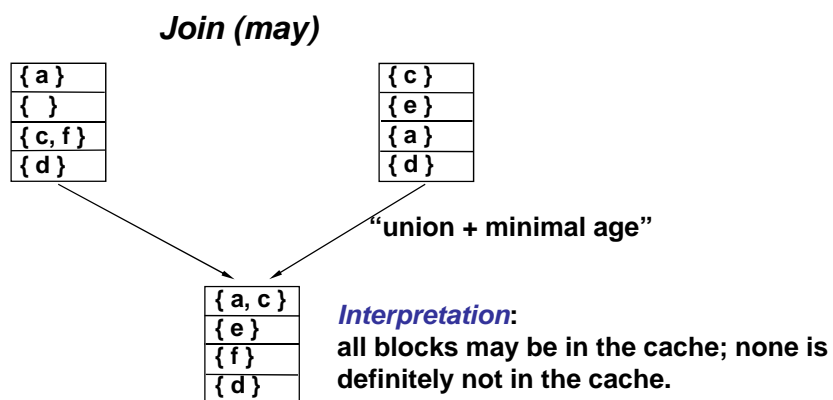 Join (may)
{ a }
{ }
{ c, f }
{ d }
{ c }
{ e }
{ a }
{ d }
“union + minimal age”
{ a, c }
{ e }
{ f }
{ d }
Interpretation:
all blocks may be in the cache; none is
definitely not in the cache.